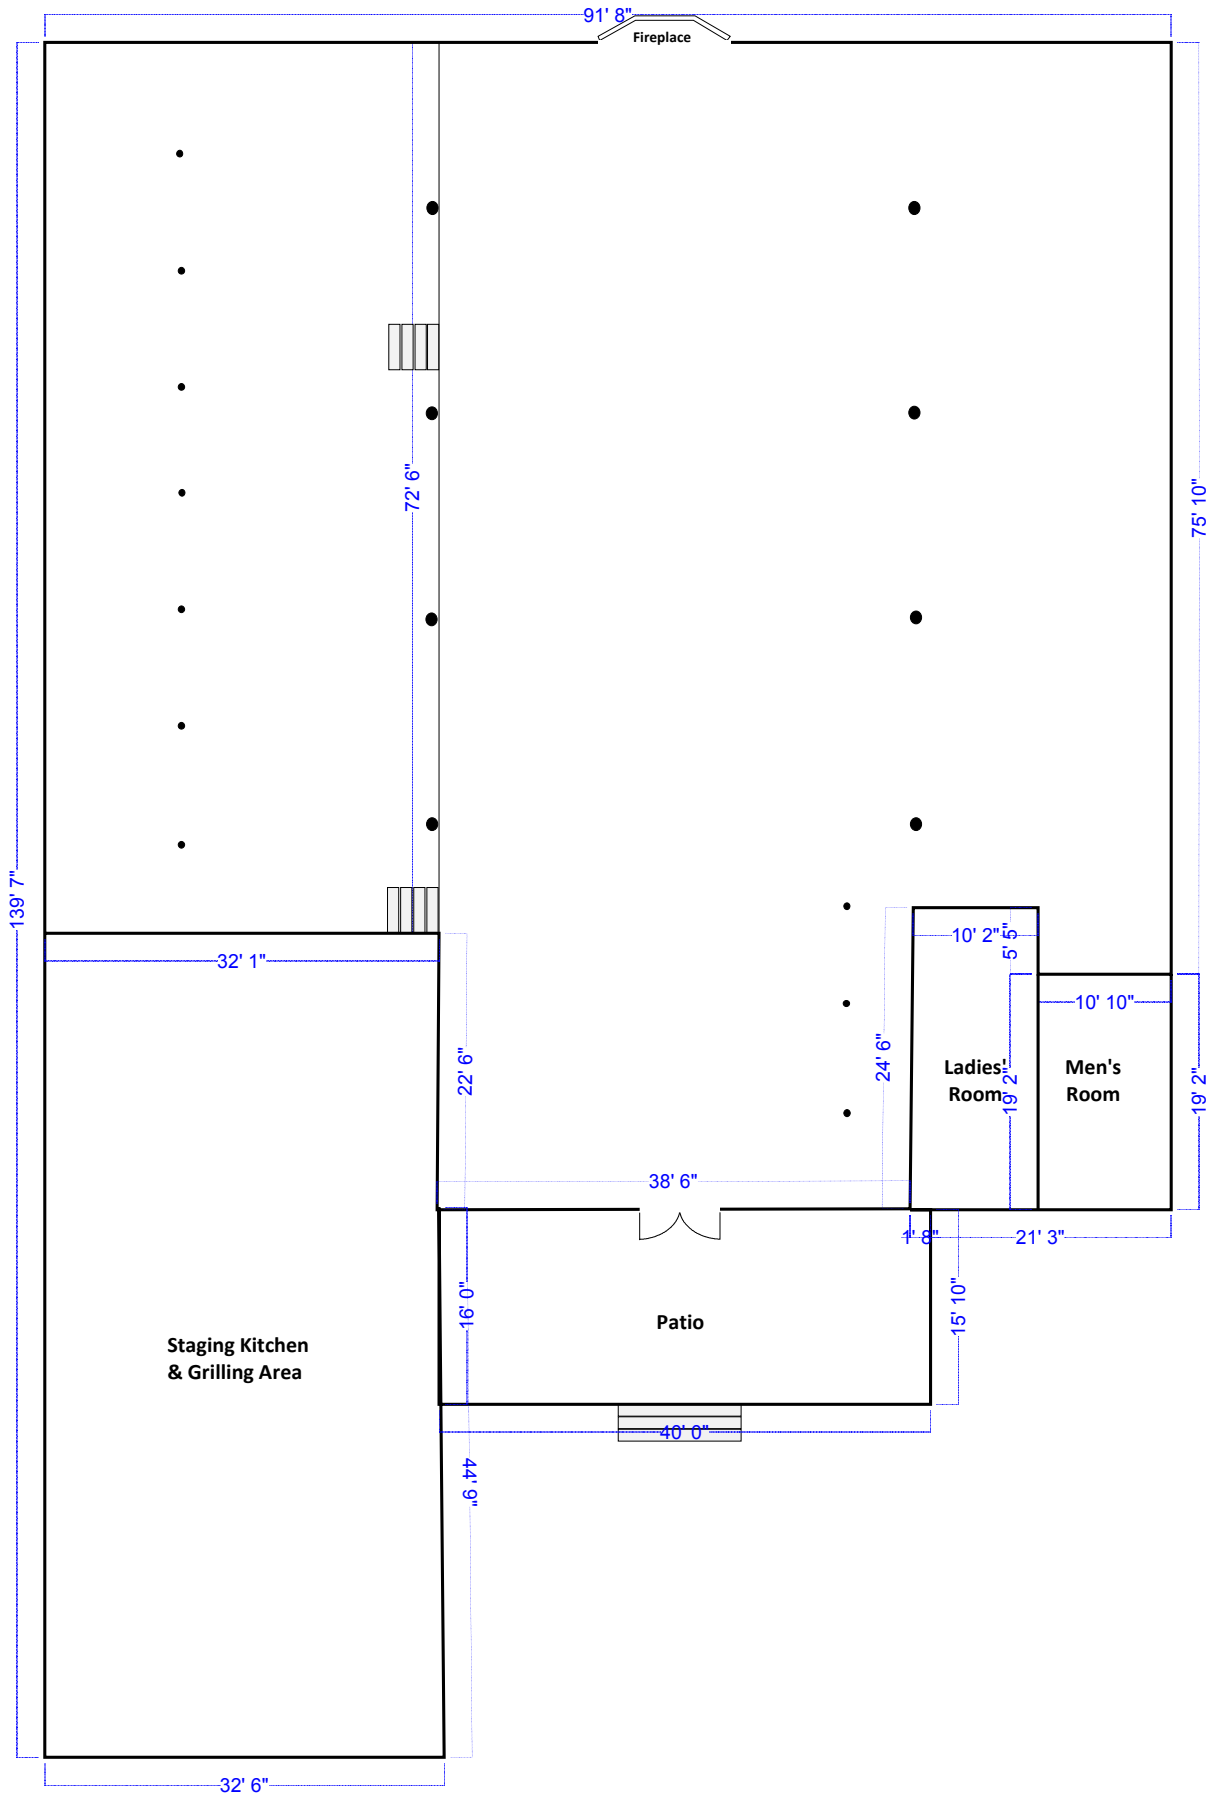 91' 8"
Fireplace
72' 6"
75' 10"
139' 7"
32' 1"
10' 2"
5' 5"
10' 10"
22' 6"
24' 6"
Ladies'
Room
19' 2"
Men's
Room
19' 2"
38' 6"
1' 8"
21' 3"
16' 0"
Patio
15' 10"
Staging Kitchen
& Grilling Area
40' 0"
44' 9"
32' 6"